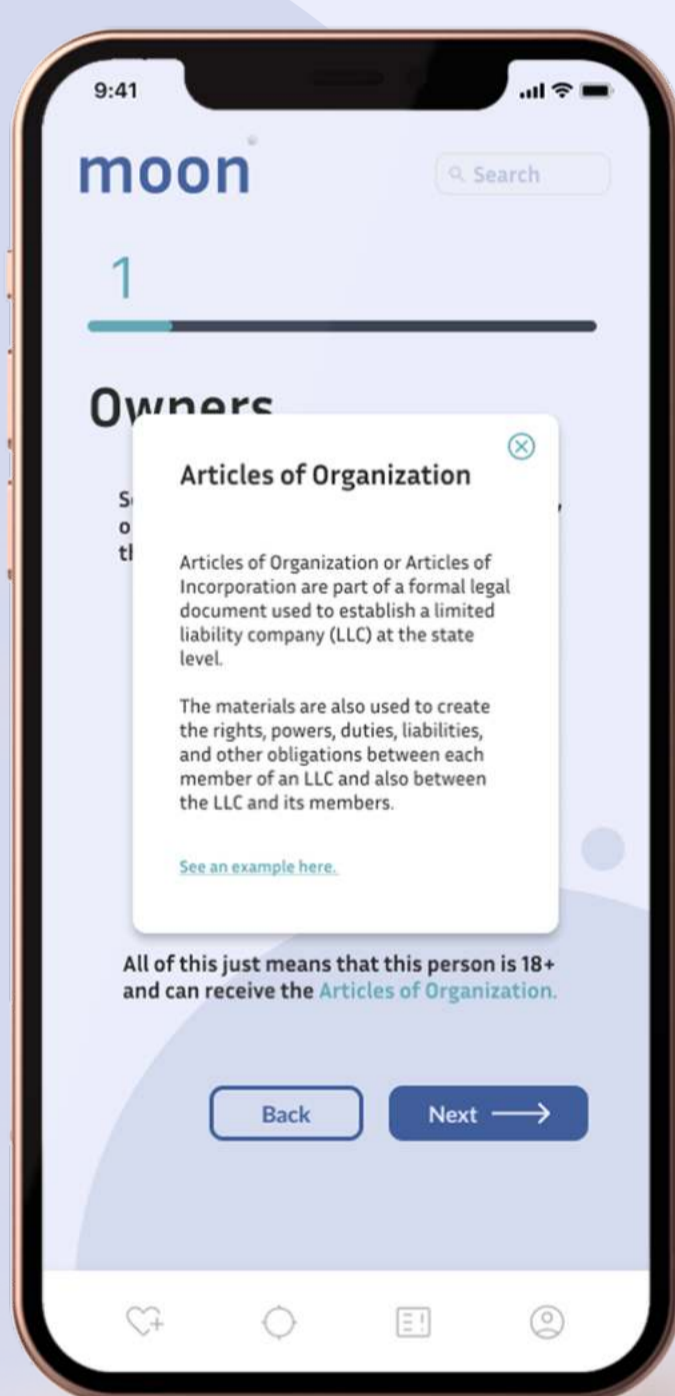 9:41
moon
Search
1
Owners
Articles of Organization
Articles of Organization or Articles of
Incorporation are part of a formal legal
document used to establish a limited
liability company (LLC) at the state
level.
The materials are also used to create
the rights, powers, duties, liabilities,
and other obligations between each
member of an LLC and also between
the LLC and its members.
See an example here.
All of this just means that this person is 18+
and can receive the Articles of Organization.
Back
Next